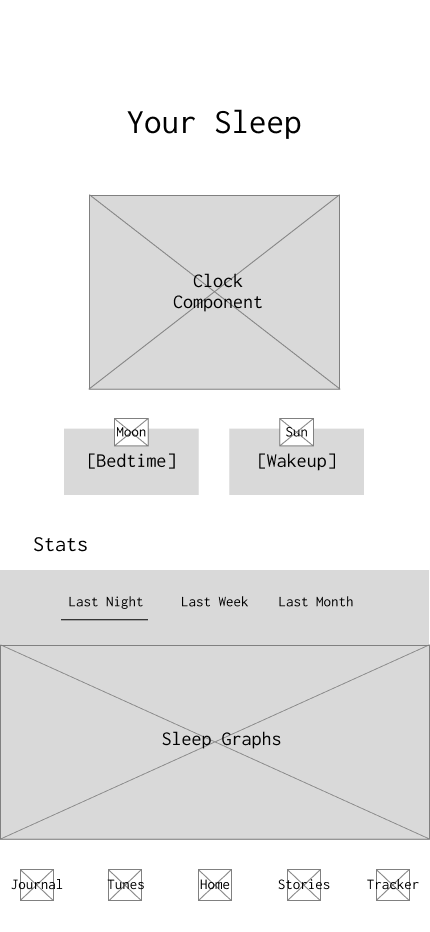 Your Sleep
Clock
Component
Moon
Sun
[Bedtime]
[Wakeup]
Stats
Last Night
Last Week
Last Month
Sleep Graphs
Journal
Tunes
Home
Stories
Tracker